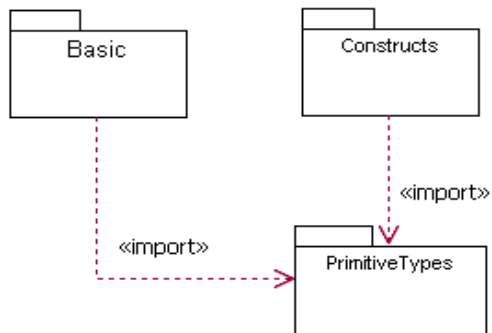 Basic
Constructs
«import»
«import»
PrimitiveTypes